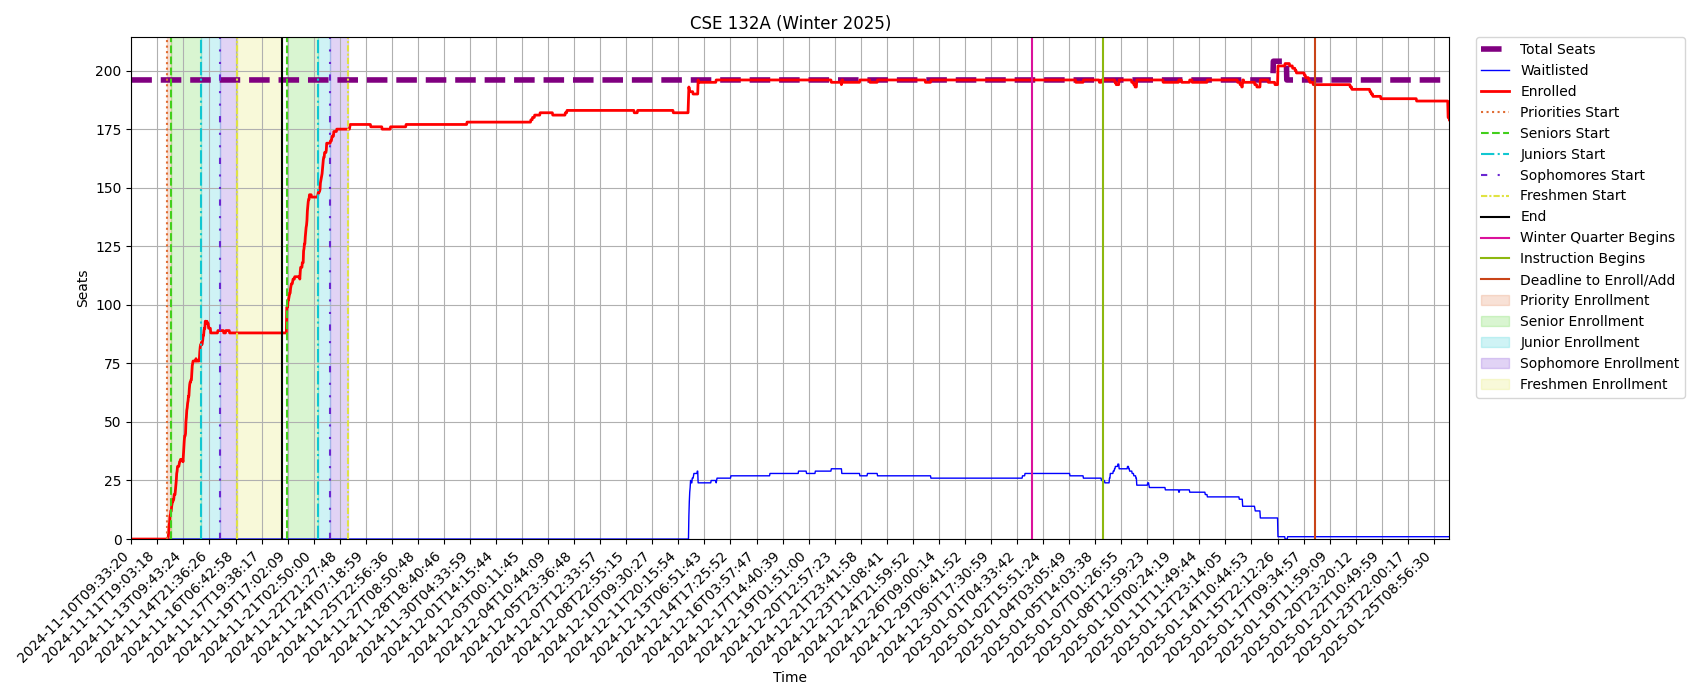 CSE 132A (Winter 2025)
Seats
200
175
150
125
100
75
50
25
0
2024-11-10T09:33:20
2024-11-11T19:03:18
2024-11-13T09:43:24
2024-11-14T21:36:26
2024-11-16T06:42:58
2024-11-17T19:38:17
2024-11-19T17:02:09
2024-11-21T02:50:00
2024-11-22T21:27:48
2024-11-24T07:18:59
2024-11-25T22:56:36
2024-11-27T08:50:48
2024-11-28T18:40:46
2024-11-30T04:33:59
2024-12-01T14:15:44
2024-12-03T00:11:45
2024-12-04T10:44:09
2024-12-05T23:36:48
2024-12-07T12:33:57
2024-12-08T22:55:15
2024-12-10T09:30:27
2024-12-11T20:15:54
2024-12-13T06:51:43
2024-12-14T17:25:52
2024-12-16T03:57:47
2024-12-17T14:40:39
2024-12-19T01:51:00
2024-12-20T12:57:23
2024-12-21T23:41:58
2024-12-23T11:08:41
2024-12-24T21:59:52
2024-12-26T09:00:14
2024-12-29T06:41:52
2024-12-30T17:30:59
2025-01-01T04:33:42
2025-01-02T15:51:24
2025-01-04T03:05:49
2025-01-05T14:03:38
2025-01-07T01:26:55
2025-01-08T12:59:23
2025-01-10T00:24:19
2025-01-11T11:49:44
2025-01-12T23:14:05
2025-01-14T10:44:53
2025-01-15T22:12:26
2025-01-17T09:34:57
2025-01-19T11:59:09
2025-01-20T23:20:12
2025-01-22T10:49:59
2025-01-23T22:00:17
2025-01-25T08:56:30
Time
Total Seats
Waitlisted
Enrolled
Priorities Start
Seniors Start
Juniors Start
Sophomores Start
Freshmen Start
End
Winter Quarter Begins
Instruction Begins
Deadline to Enroll/Add
Priority Enrollment
Senior Enrollment
Junior Enrollment
Sophomore Enrollment
Freshmen Enrollment